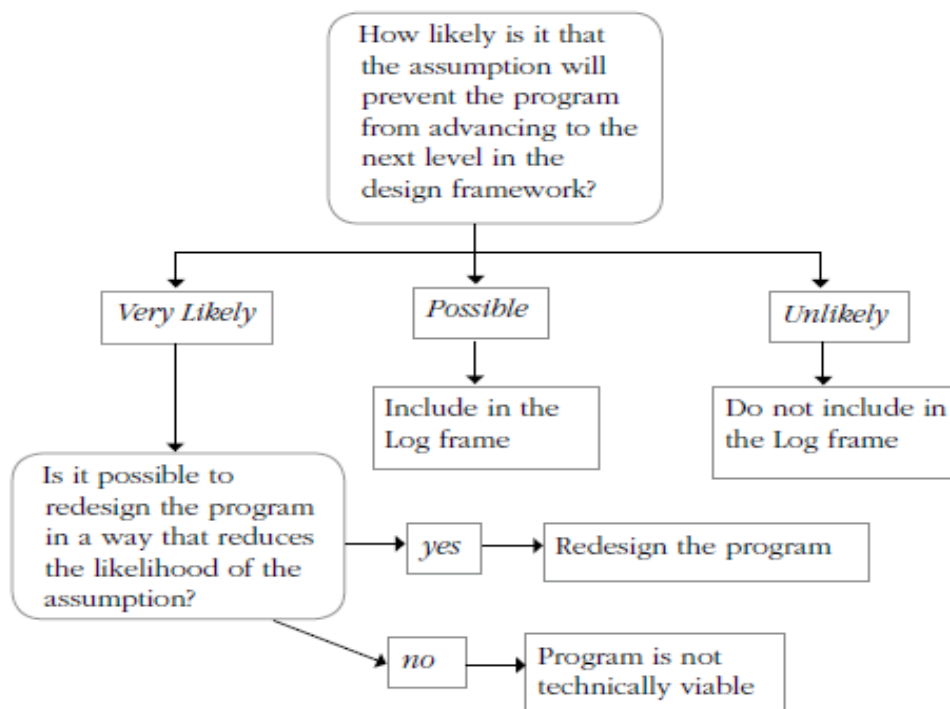 How likely is it that
the assumption will
prevent the program
from advancing to the
next level in the
design framework?
Very Likely
Possible
Unlikely
Include in the
Log frame
Do not include in
the Log frame
Is it possible to
redesign the program
in a way that reduces
the likelihood of the
assumption?
yes
Redesign the program
no
Program is not
technically viable